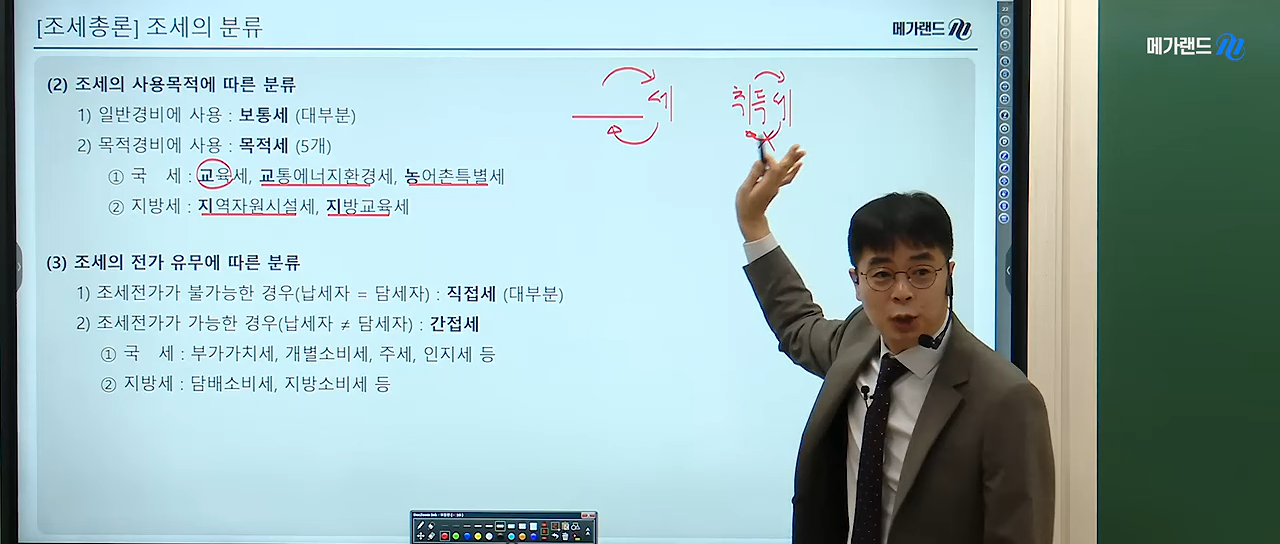 [조세총론] 조세의 분류
메가랜드
메가랜드
(2) 조세의 사용목적에 따른 분류
1) 일반경비에 사용 : 보통세 (대부분)
2) 목적경비에 사용 : 목적세 (5개)
① 국 세 : 교육세, 교통에너지환경세, 농어촌특별세
② 지방세 : 지역자원시설세, 지방교육세
세
취득세
(3) 조세의 전가 유무에 따른 분류
1) 조세전가가 불가능한 경우(납세자 = 담세자) : 직접세 (대부분)
2) 조세전가가 가능한 경우(납세자 ≠ 담세자) : 간접세
① 국 세 : 부가가치세, 개별소비세, 주세, 인지세 등
② 지방세 : 담배소비세, 지방소비세 등